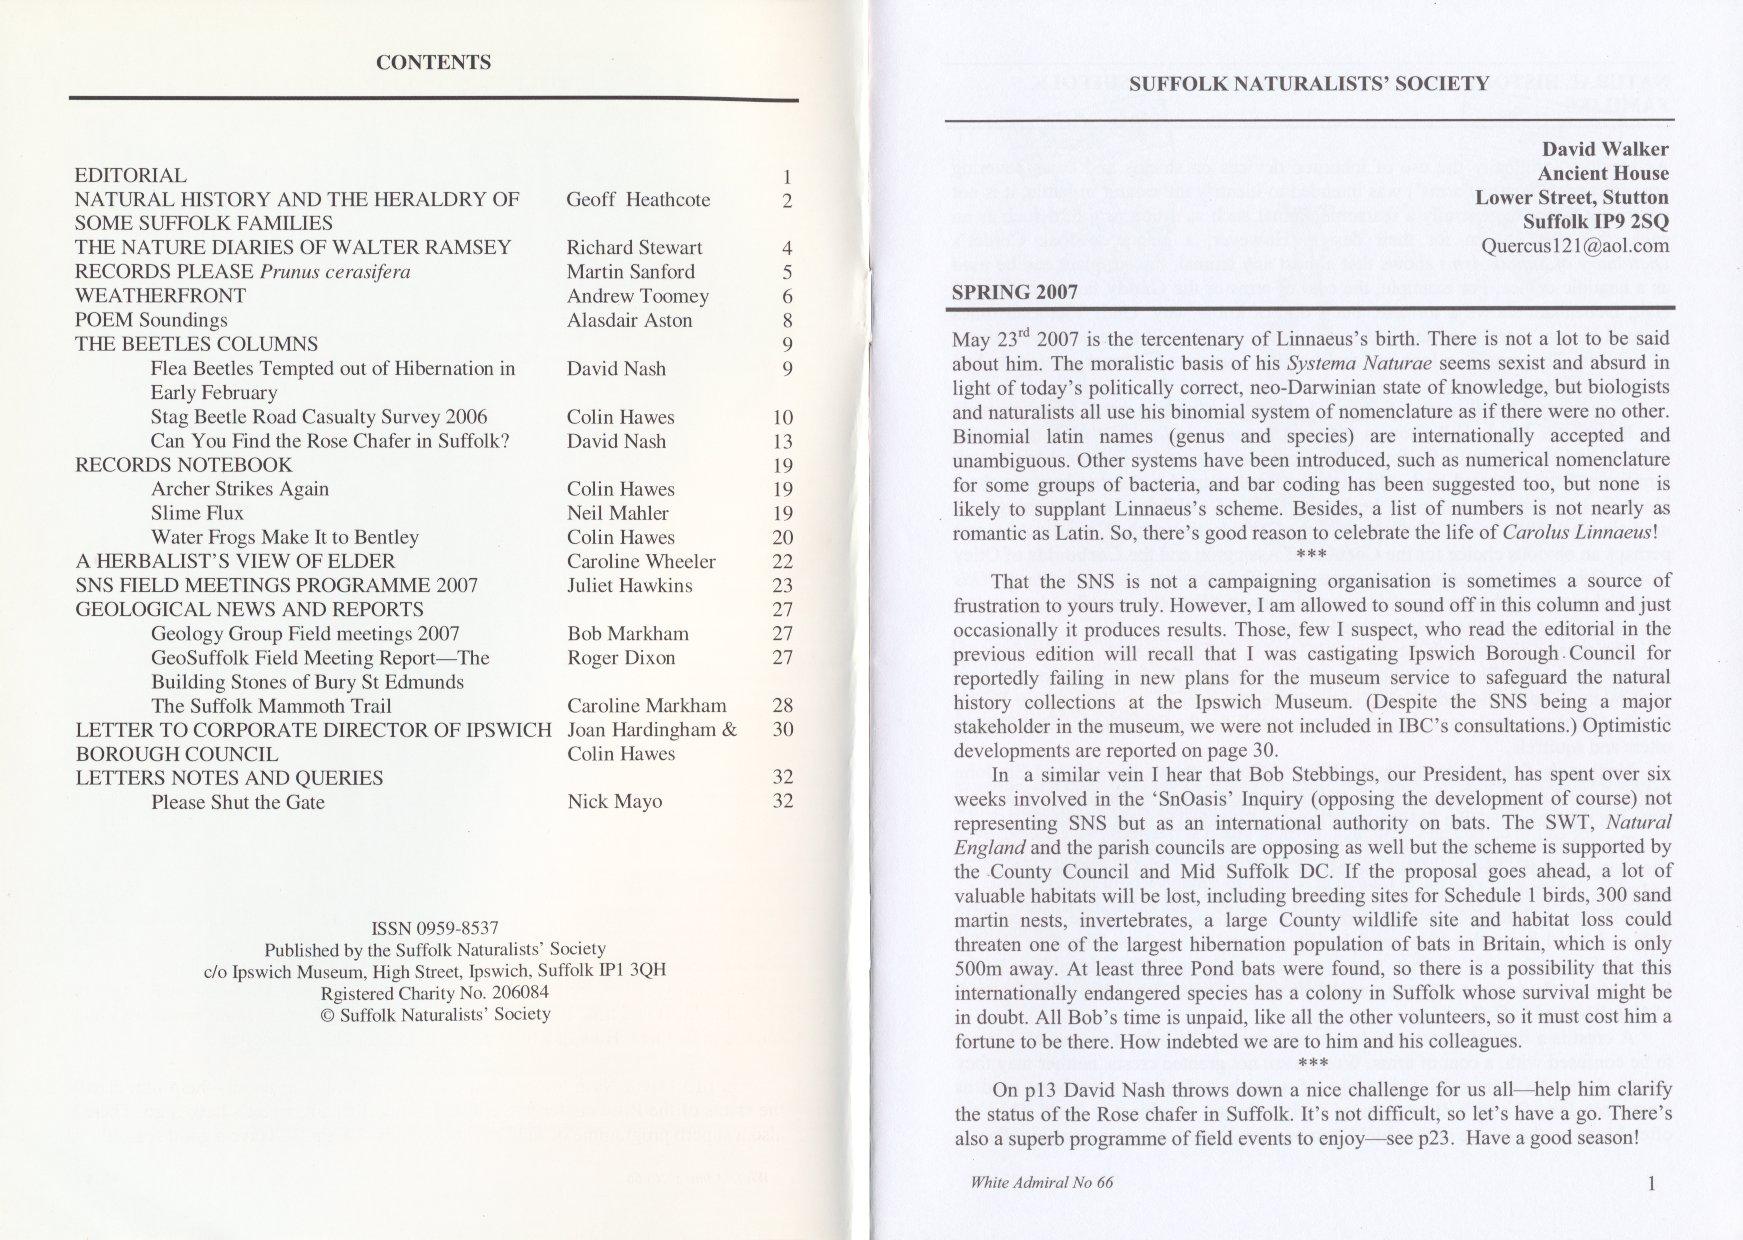 CONTENTS
EDITORIAL 1
NATURAL HISTORY AND THE HERALDRY OF Geoff Heathcote 2
SOME SUFFOLK FAMILIES
THE NATURE DIARIES OF WALTER RAMSEY Richard Stewart 4
RECORDS PLEASE Prunus cerasifera Martin Sanford 5
WEATHERFRONT Andrew Toomey 6
POEM Soundings Alasdair Aston 8
THE BEETLES COLUMNS 9
Flea Beetles Tempted out of Hibernation in David Nash 9
Early February
Stag Beetle Road Casualty Survey 2006 Colin Hawes 10
Can You Find the Rose Chafer in Suffolk? David Nash 13
RECORDS NOTEBOOK 19
Archer Strikes Again Colin Hawes 19
Slime Flux Neil Mahler 19
Water Frogs Make It to Bentley Colin Hawes 20
A HERBALIST'S VIEW OF ELDER Caroline Wheeler 22
SNS FIELD MEETINGS PROGRAMME 2007 Juliet Hawkins 23
GEOLOGICAL NEWS AND REPORTS 27
Geology Group Field meetings 2007 Bob Markham 27
GeoSuffolk Field Meeting Report—The Roger Dixon 27
Building Stones of Bury St Edmunds
The Suffolk Mammoth Trail Caroline Markham 28
LETTER TO CORPORATE DIRECTOR OF IPSWICH Joan Hardingham & 30
BOROUGH COUNCIL Colin Hawes
LETTERS NOTES AND QUERIES 32
Please Shut the Gate Nick Mayo 32
ISSN 0959-8537
Published by the Suffolk Naturalists' Society
c/o Ipswich Museum, High Street, Ipswich, Suffolk IP1 3QH
Rgistered Charity No. 206084
© Suffolk Naturalists' Society
SUFFOLK NATURALISTS' SOCIETY
David Walker
Ancient House
Lower Street, Stutton
Suffolk IP9 2SQ
Quercus121@aol.com
SPRING 2007
May 23rd 2007 is the tercentenary of Linnaeus's birth. There is not a lot to be said
about him. The moralistic basis of his Systema Naturae seems sexist and absurd in
light of today's politically correct, neo-Darwinian state of knowledge, but biologists
and naturalists all use his binomial system of nomenclature as if there were no other.
Binomial latin names (genus and species) are internationally accepted and
unambiguous. Other systems have been introduced, such as numerical nomenclature
for some groups of bacteria, and bar coding has been suggested too, but none is
likely to supplant Linnaeus's scheme. Besides, a list of numbers is not nearly as
romantic as Latin. So, there's good reason to celebrate the life of Carolus Linnaeus!
***
That the SNS is not a campaigning organisation is sometimes a source of
frustration to yours truly. However, I am allowed to sound off in this column and just
occasionally it produces results. Those, few I suspect, who read the editorial in the
previous edition will recall that I was castigating Ipswich Borough Council for
reportedly failing in new plans for the museum service to safeguard the natural
history collections at the Ipswich Museum. (Despite the SNS being a major
stakeholder in the museum, we were not included in IBC's consultations.) Optimistic
developments are reported on page 30.
In a similar vein I hear that Bob Stebbings, our President, has spent over six
weeks involved in the 'SnOasis' Inquiry (opposing the development of course) not
representing SNS but as an international authority on bats. The SWT, Natural
England and the parish councils are opposing as well but the scheme is supported by
the County Council and Mid Suffolk DC. If the proposal goes ahead, a lot of
valuable habitats will be lost, including breeding sites for Schedule 1 birds, 300 sand
martin nests, invertebrates, a large County wildlife site and habitat loss could
threaten one of the largest hibernation population of bats in Britain, which is only
500m away. At least three Pond bats were found, so there is a possibility that this
internationally endangered species has a colony in Suffolk whose survival might be
in doubt. All Bob's time is unpaid, like all the other volunteers, so it must cost him a
fortune to be there. How indebted we are to him and his colleagues.
***
On p13 David Nash throws down a nice challenge for us all—help him clarify
the status of the Rose chafer in Suffolk. It's not difficult, so let's have a go. There's
also a superb programme of field events to enjoy—see p23. Have a good season!
White Admiral No 66 1